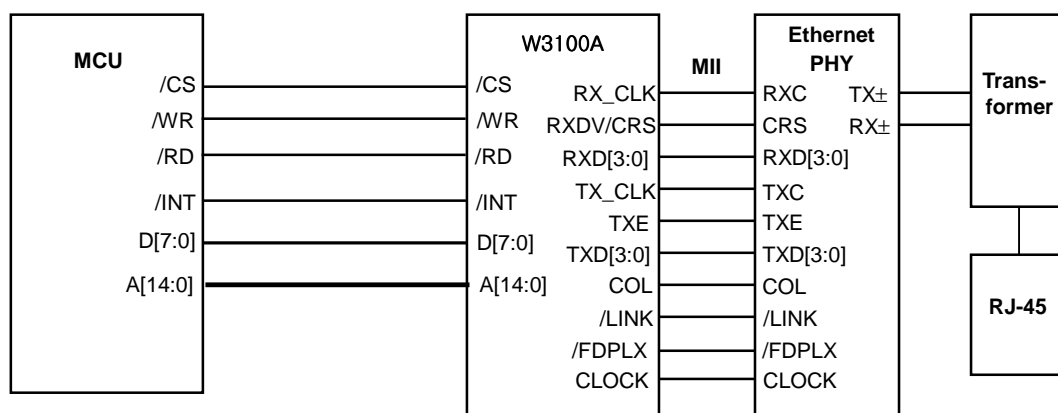 MCU
/CS
/WR
/RD
/INT
D[7:0]
A[14:0]
W3100A
/CS
/WR
/RD
/INT
D[7:0]
A[14:0]
RX_CLK
RXDV/CRS
RXD[3:0]
TX_CLK
TXE
TXD[3:0]
COL
/LINK
/FDPLX
CLOCK
MII
Ethernet
PHY
RXC
CRS
RXD[3:0]
TXC
TXE
TXD[3:0]
COL
/LINK
/FDPLX
CLOCK
TX±
RX±
Trans-
former
RJ-45